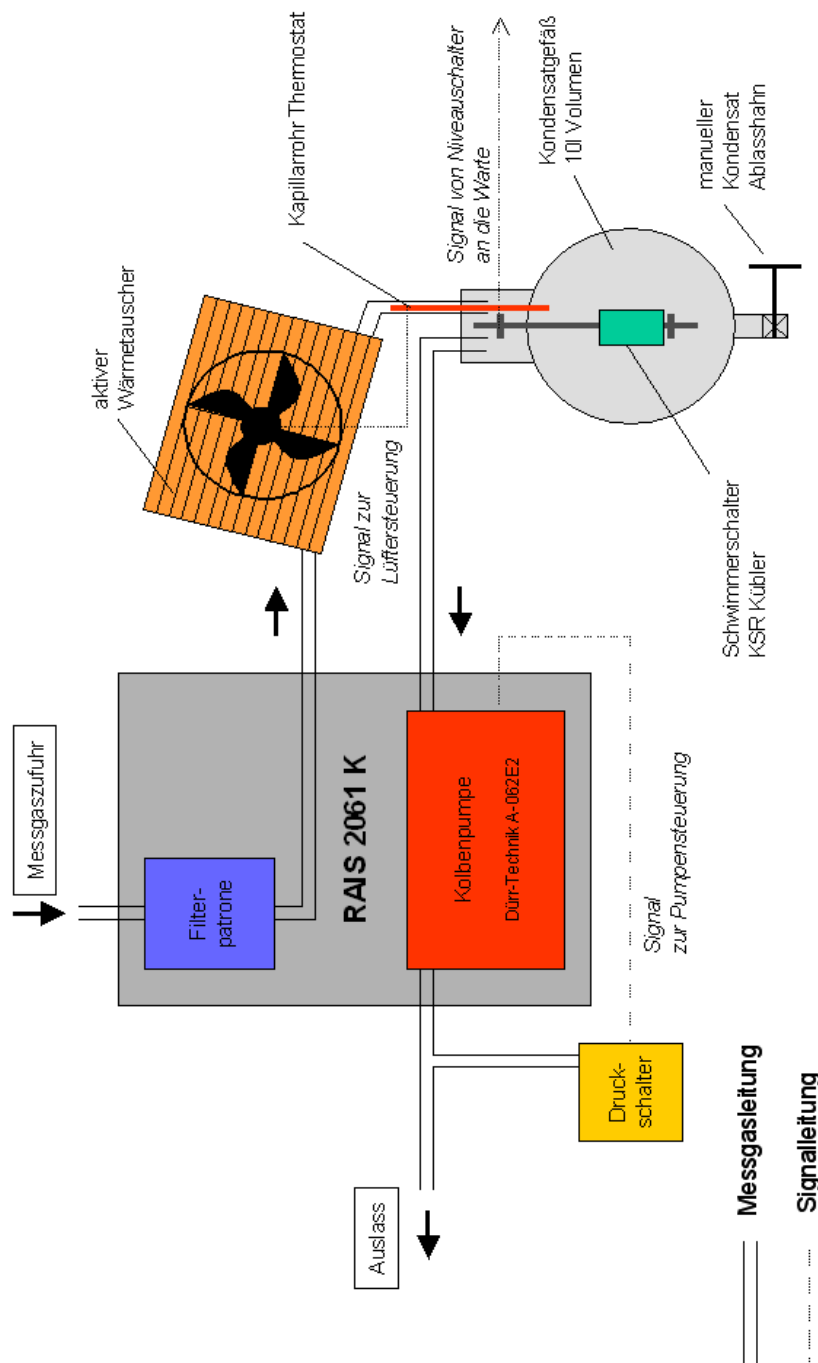 Messgaszufuhr
aktiver
Wärmetauscher
Kapillarrohr Thermostat
Filter-
patrone
RAIS 2061 K
Signal zur
Lüftersteuerung
Signal von Niveauschalter
an die Warte
Kolbenpumpe
Dürr-Technik A-062E2
Auslass
Kondensatgefäß
10l Volumen
Druck-
schalter
Signal
zur Pumpensteuerung
Schwimmerschalter
KSR Kübler
manueller
Kondensat
Ablasshahn
Messgasleitung
Signalleitung